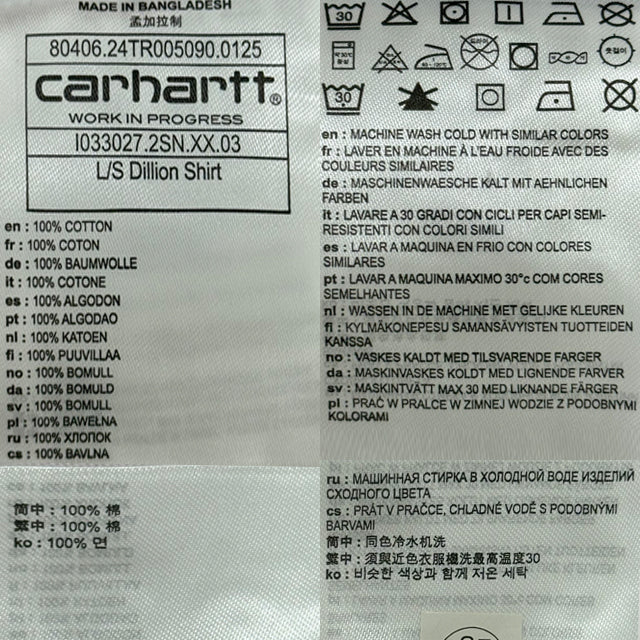 MADE IN BANGLADESH
孟加拉制
80406.24TR005090.0125
carhartt®
WORK IN PROGRESS
I033027.2SN.XX.03
L/S Dillion Shirt
en : 100% COTTON
fr : 100% COTON
de : 100% BAUMWOLLE
it : 100% COTONE
es : 100% ALGODON
pt : 100% ALGODAO
nl : 100% KATOEN
fi : 100% PUUVILLAA
no : 100% BOMULL
da : 100% BOMULD
sv : 100% BOMULL
pl : 100% BAWEŁNA
ru : 100% ХЛОПОК
cs : 100% BAVLNA
简中 : 100% 棉
繁中 : 100% 棉
ko : 100% 면
30
30
en : MACHINE WASH COLD WITH SIMILAR COLORS
fr : LAVER EN MACHINE À L'EAU FROIDE AVEC DES
COULEURS SIMILAIRES
de : MASCHINENWAESCHE KALT MIT AEHNLICHEN
FARBEN
it : LAVARE A 30 GRADI CON CICLI PER CAPI SEMI-
RESISTENTI CON COLORI SIMILI
es : LAVAR A MAQUINA EN FRIO CON COLORES
SIMILARES
pt : LAVAR A MAQUINA MAXIMO 30°c COM CORES
SEMELHANTES
nl : WASSEN IN DE MACHINE MET GELIJKE KLEUREN
fi : KYLMÄKONEPESU SAMANSÄVYISTEN TUOTTEIDEN
KANSSA
no : VASKES KALDT MED TILSVARENDE FARGER
da : MASKINVASKES KOLDT MED LIGNENDE FARVER
sv : MASKINTVÄTT MAX 30 MED LIKNANDE FÄRGER
pl : PRAĆ W PRALCE W ZIMNEJ WODZIE Z PODOBNYMI
KOLORAMI
ru : МАШИННАЯ СТИРКА В ХОЛОДНОЙ ВОДЕ ИЗДЕЛИЙ
СХОДНОГО ЦВЕТА
cs : PRÁT V PRAČCE, CHLADNÉ VODĚ S PODOBNÝMI
BARVAMI
简中 : 同色冷水机洗
繁中 : 須與近色衣服機洗最高溫度30
ko : 비슷한 색상과 함께 저온 세탁